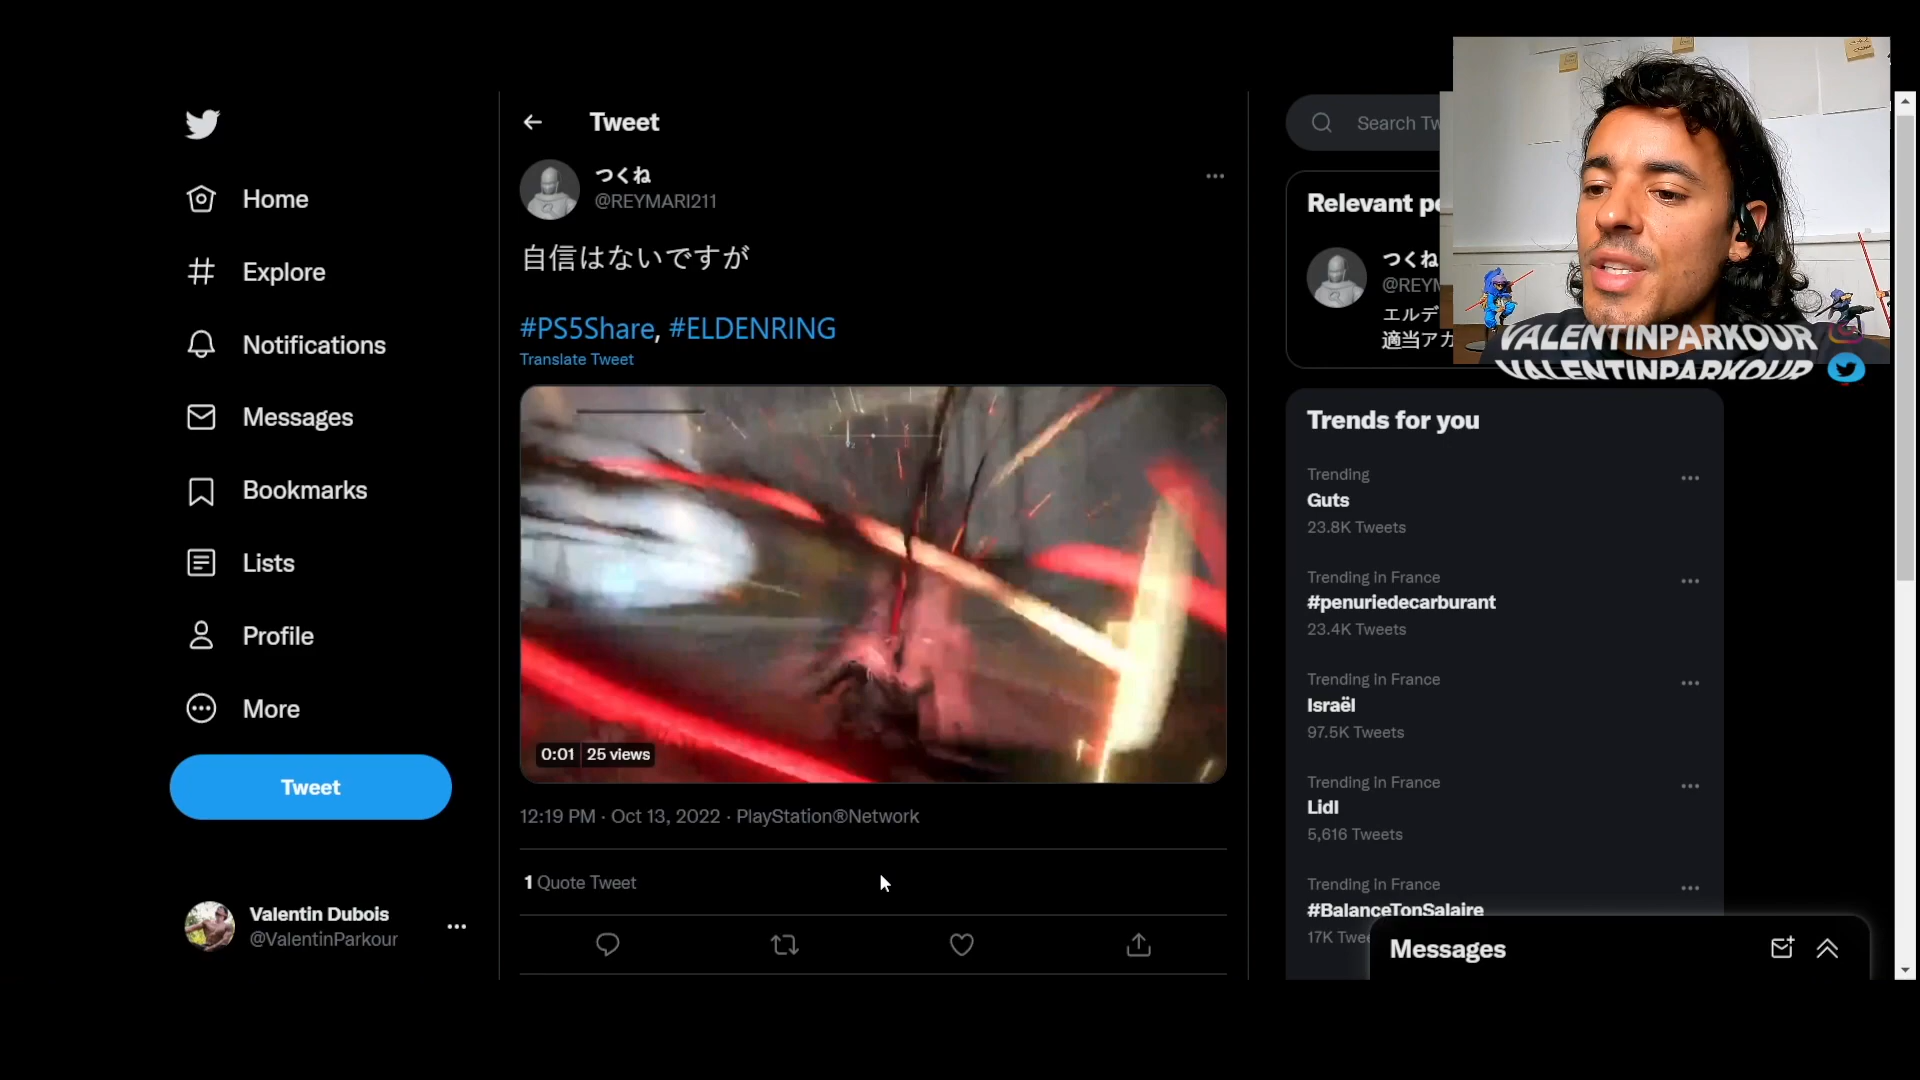 Home
Explore
Notifications
Messages
Bookmarks
Lists
Profile
More
Tweet
Valentin Dubois
@ValentinParkour
Tweet
つくね
@REYMARI211
自信はないですが
#PS5Share, #ELDENRING
Translate Tweet
0:01 25 views
12:19 PM · Oct 13, 2022 · PlayStation®Network
1 Quote Tweet
Search Tw
Relevant pe
つくね
@REYM
エルデ
適当アカ
VALENTINPARKOUR
VALENTINPARKOUR
Trends for you
Trending
Guts
23.8K Tweets
Trending in France
#penuriedecarburant
23.4K Tweets
Trending in France
Israël
97.5K Tweets
Trending in France
Lidl
5,616 Tweets
Trending in France
#BalanceTonSalaire
17K Twee
Messages